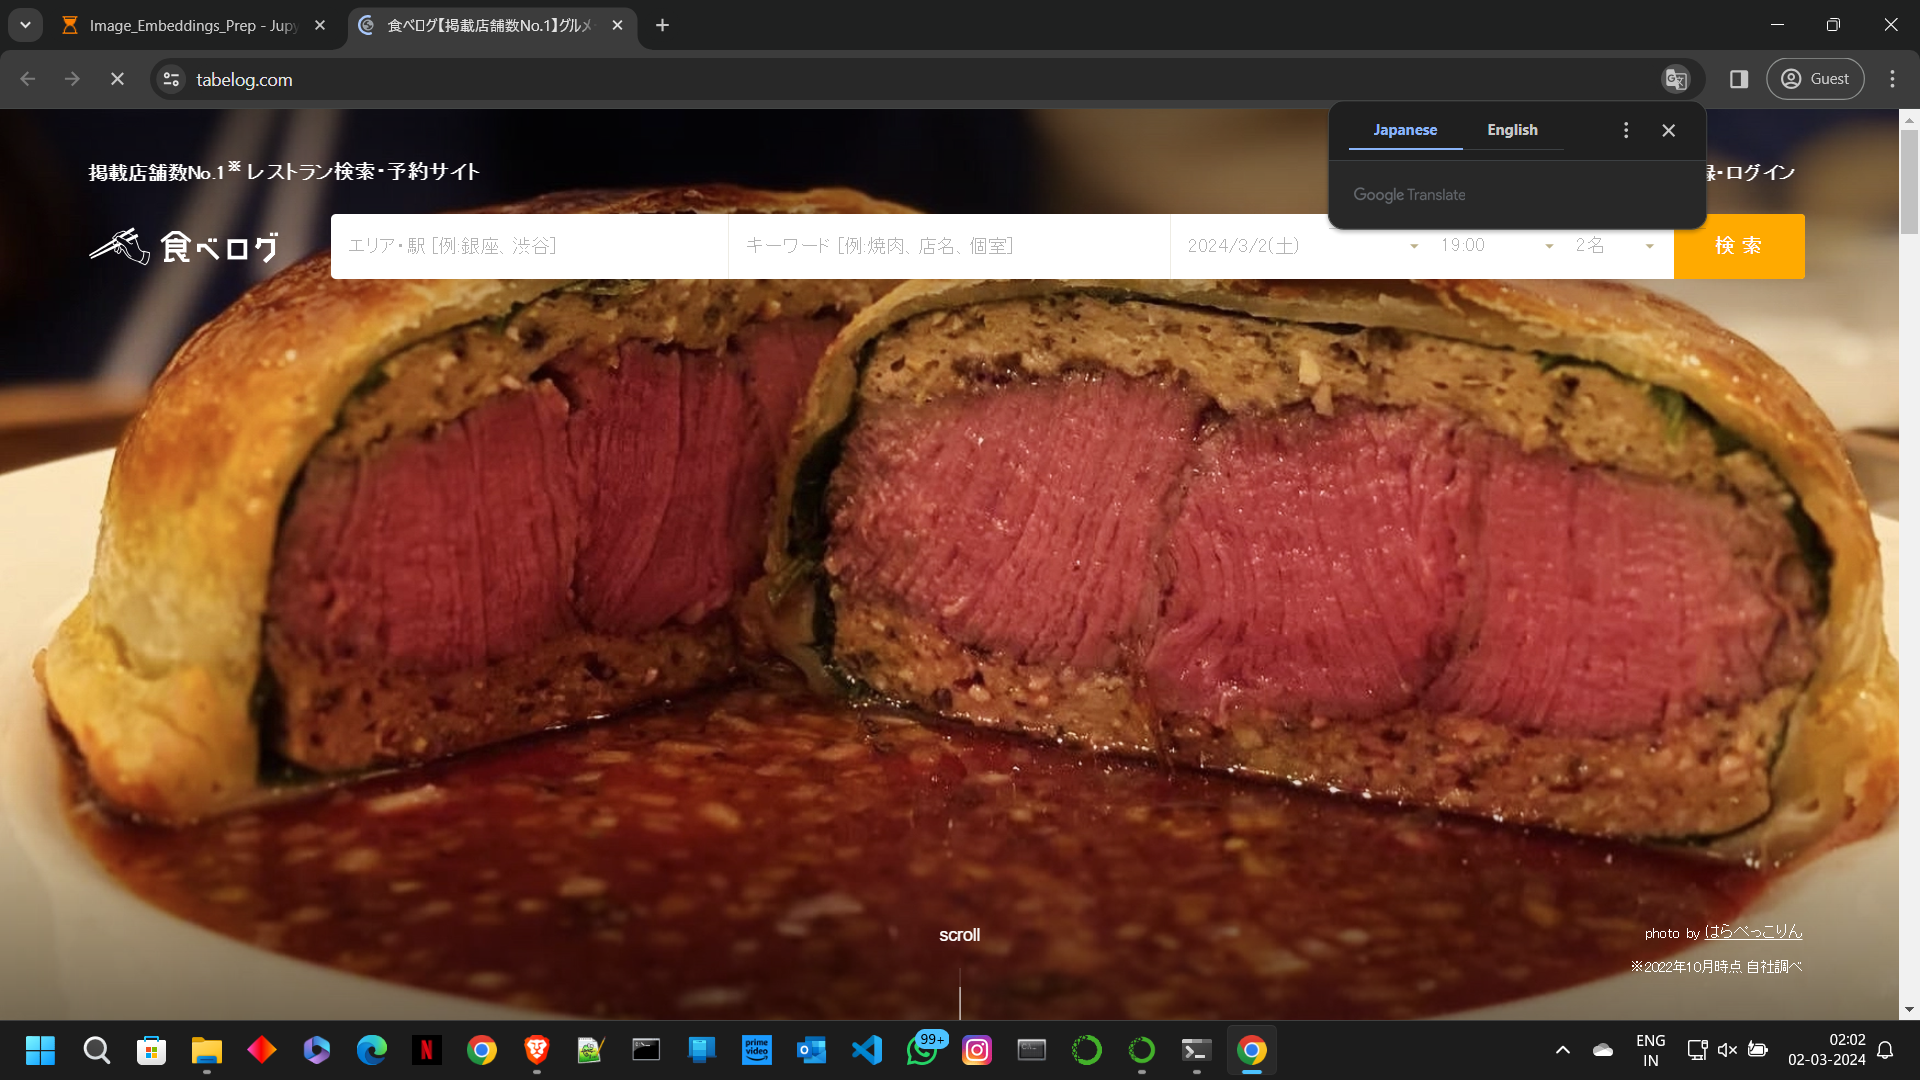 Image_Embeddings_Prep - Jupy
食べログ【掲載店舗数No.1】グルメ
tabelog.com
Guest
Japanese
English
Google Translate
掲載店舗数No.1※ レストラン検索・予約サイト
・ログイン
食べログ
エリア・駅 [例:銀座、渋谷]
キーワード [例:焼肉、店名、個室]
2024/3/2(土)
19:00
2名
検索
scroll
photo by はらぺっこりん
※2022年10月時点 自社調べ
prime video
99+
ENG
IN
02:02
02-03-2024